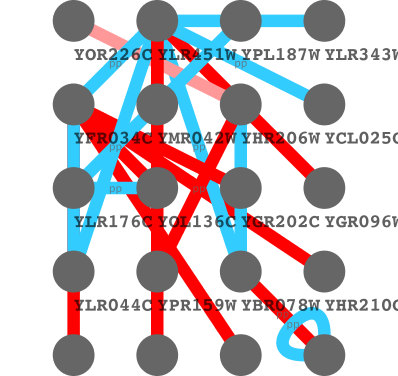 YOR226C YLR451W YPL187W YLR343W
pp pp
YFR034C YMR042W YHR206W YCL025C
pp pp
pp pp
YLR176C YOL136C YGR202C YGR096W
YLR044C YPR159W YBR078W YHR210C
pp
pp